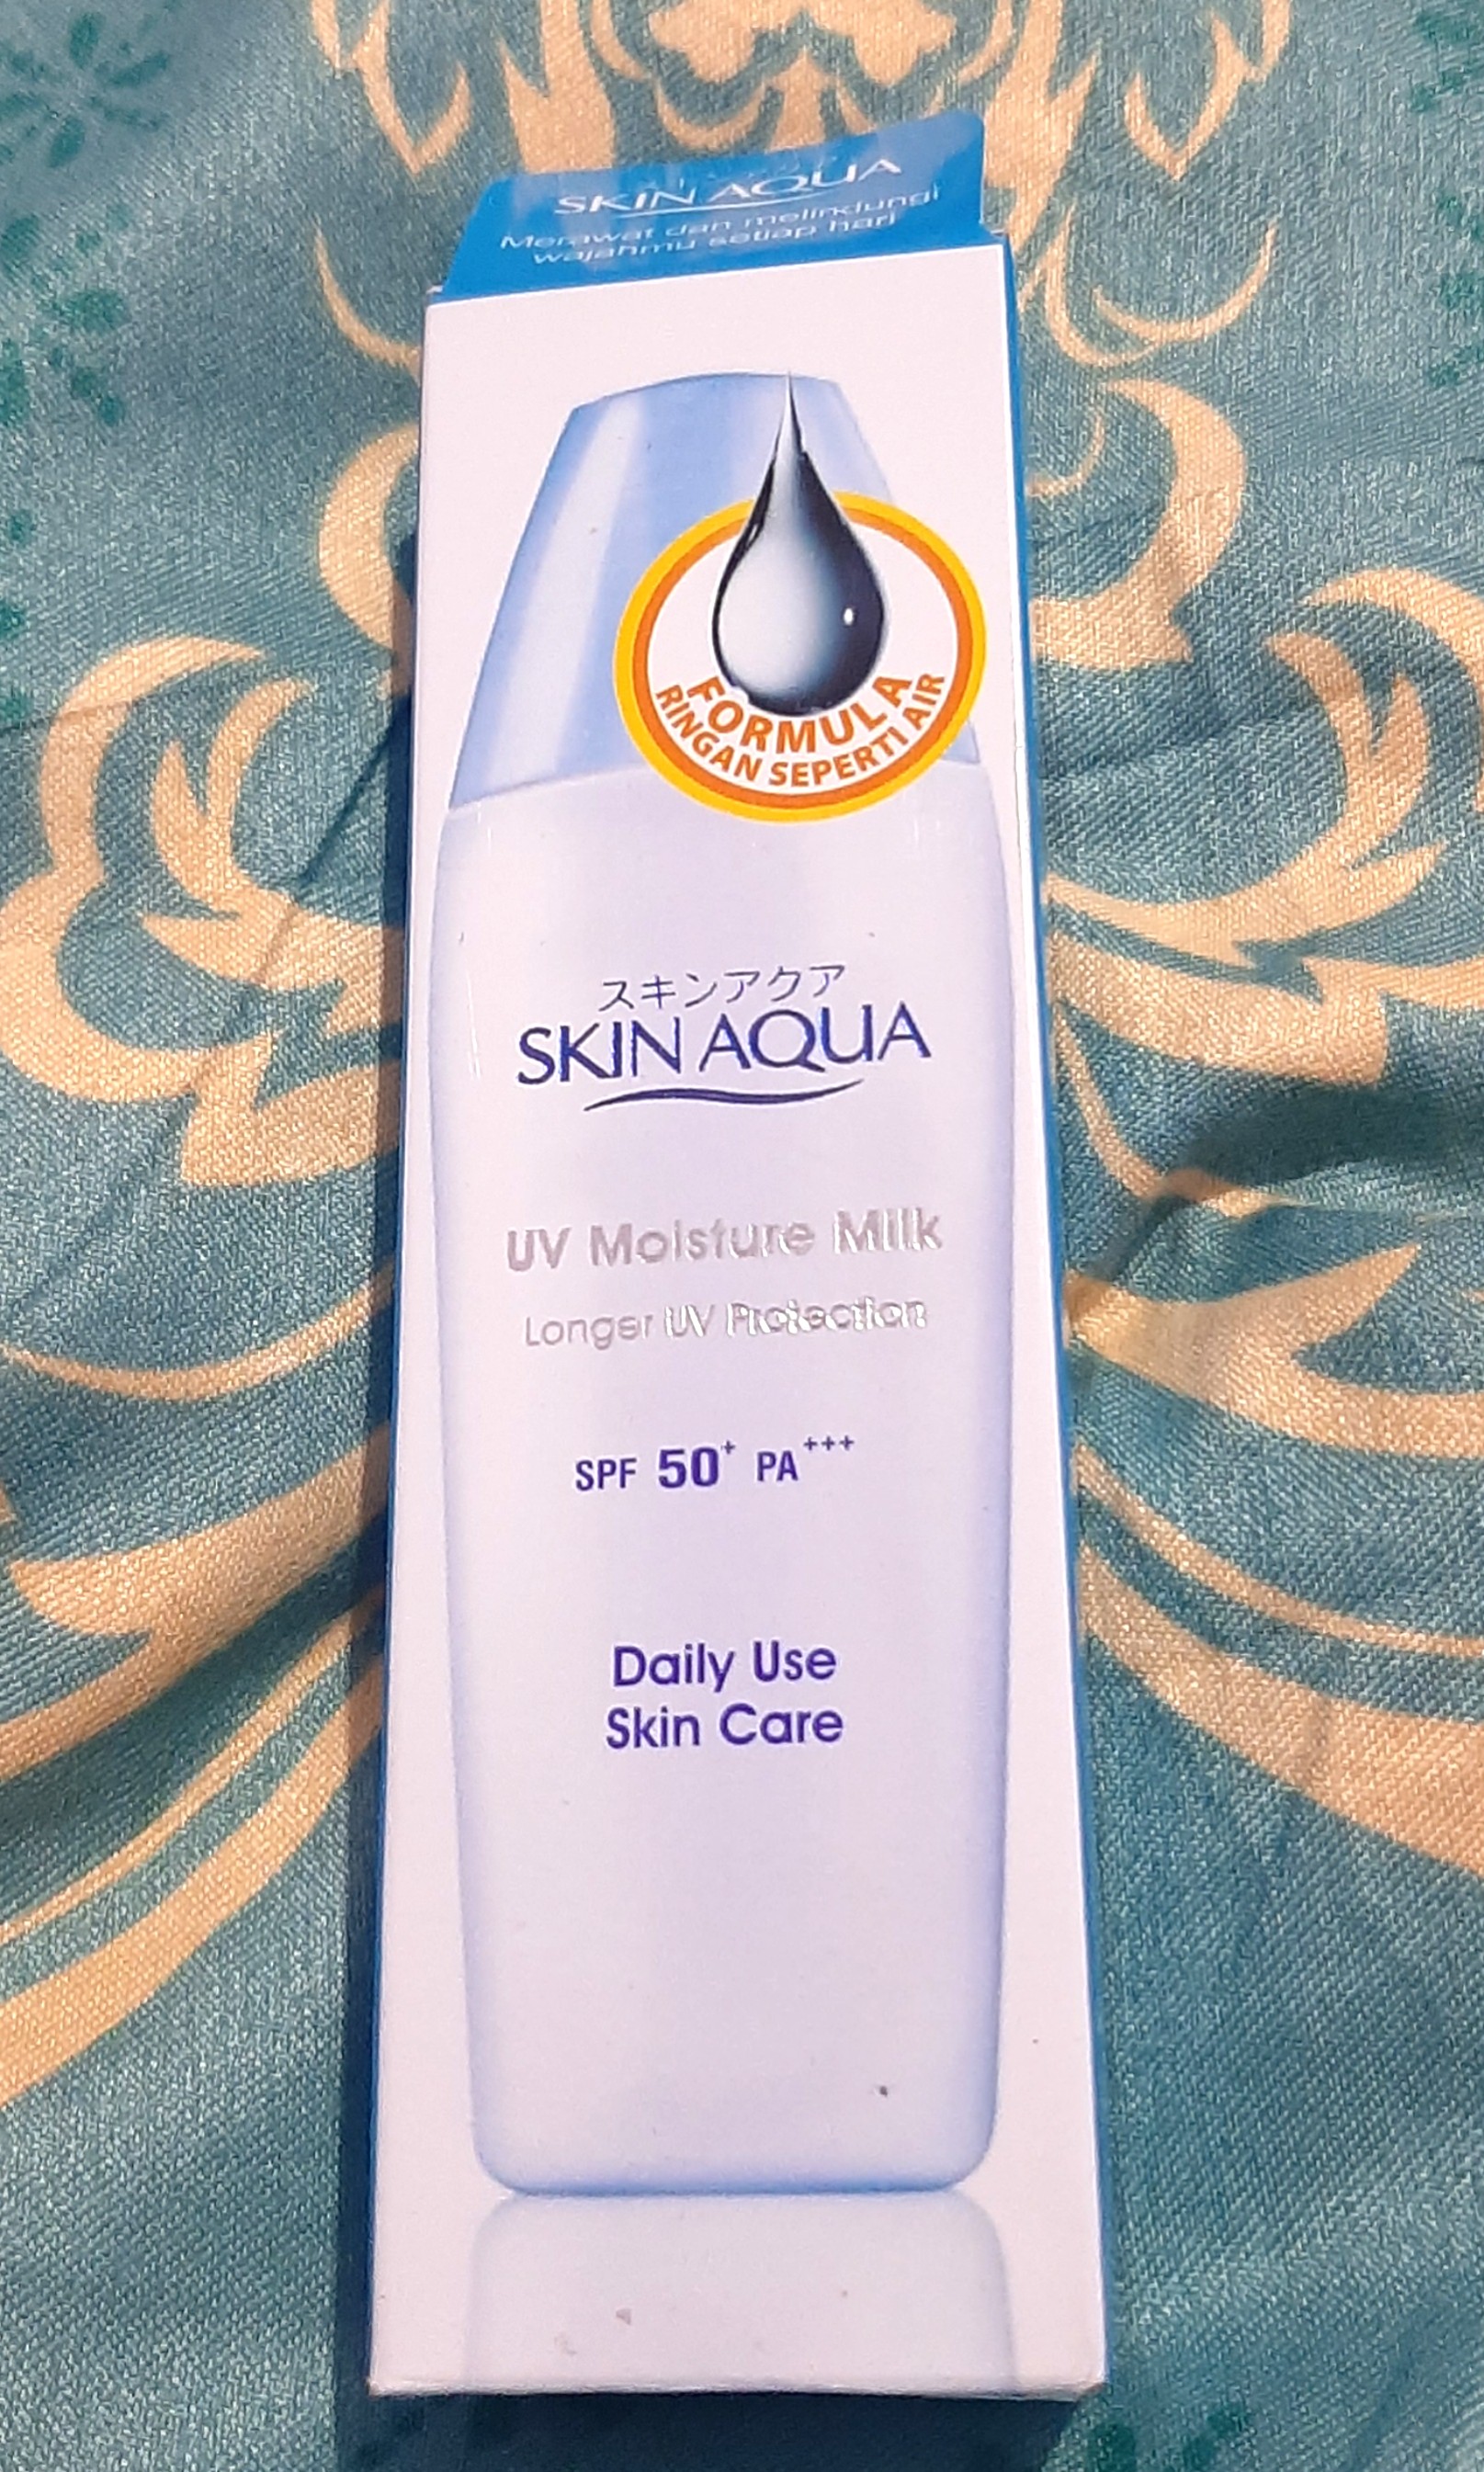 SKIN AQUA
Merawat dan melindungi
wajahmu setiap hari
FORMULA
RINGAN SEPERTI AIR
スキンアクア
SKIN AQUA
UV Moisture Milk
Longer UV Protection
SPF 50+ PA+++
Daily Use
Skin Care